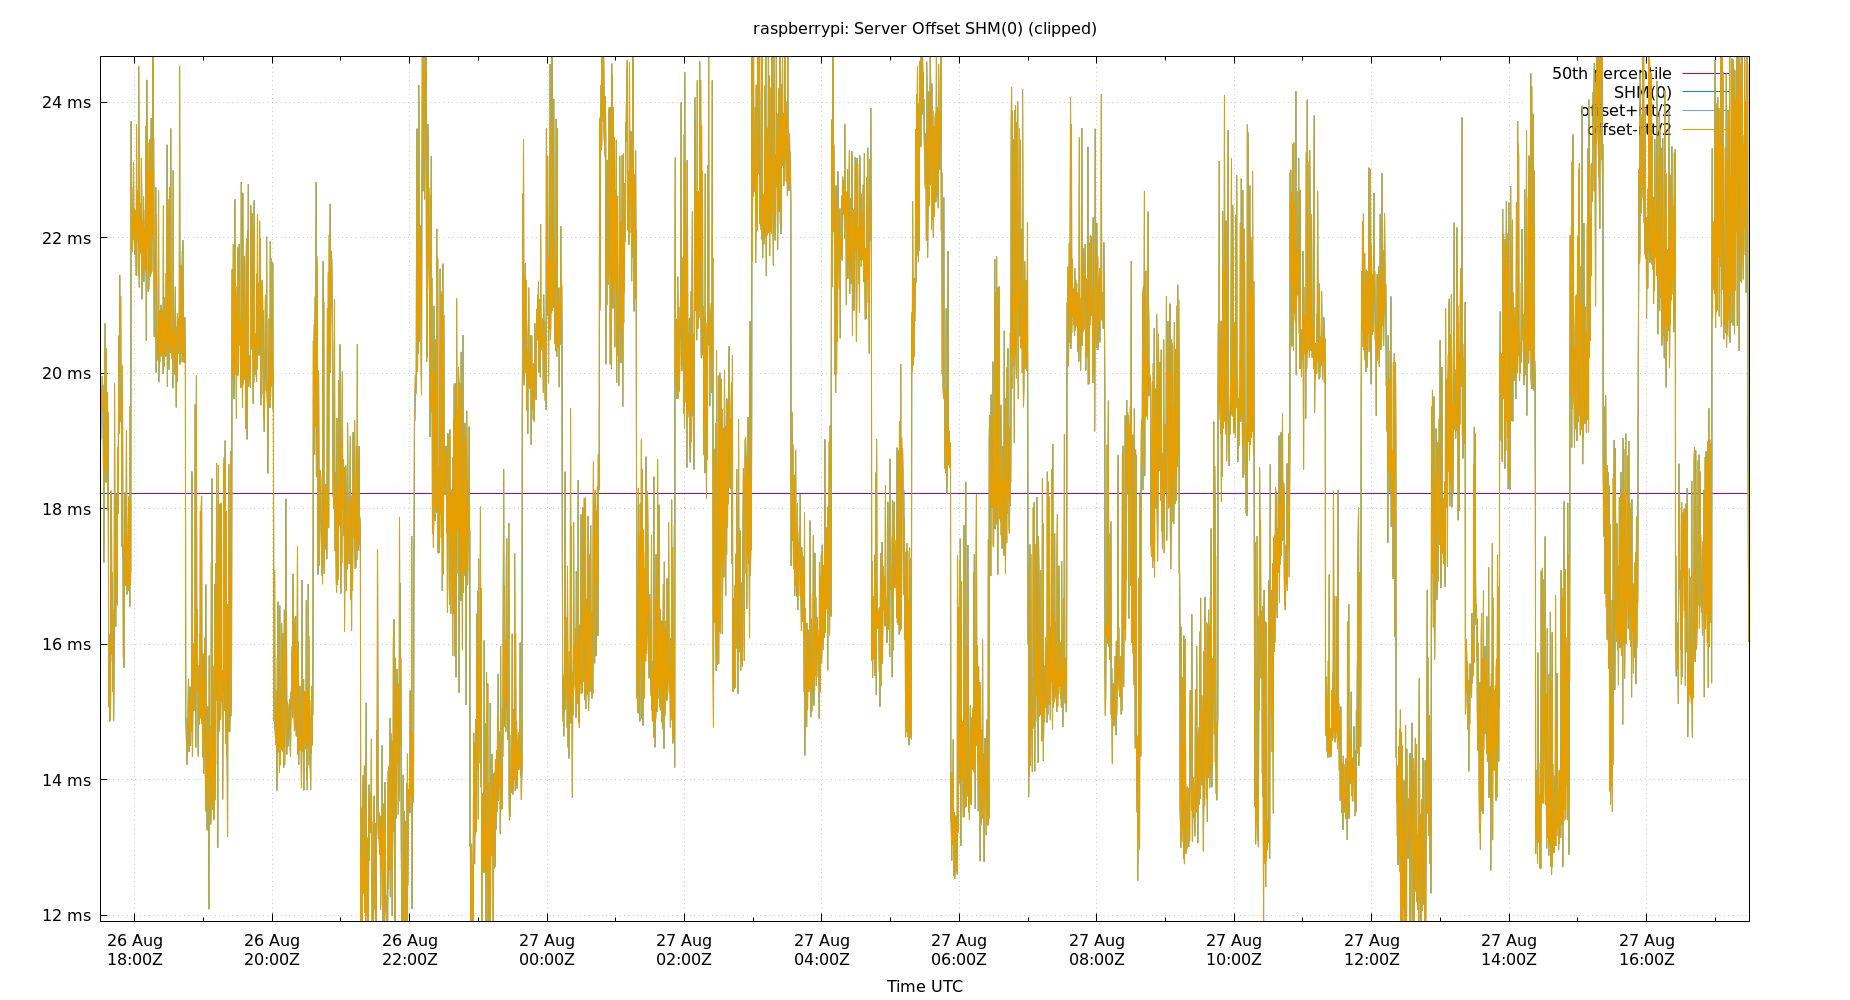 raspberrypi: Server Offset SHM(0) (clipped)
50th percentile
SHM(0)
offset+rtt/2
offset-rtt/2
24 ms
22 ms
20 ms
18 ms
16 ms
14 ms
12 ms
26 Aug 26 Aug 26 Aug 27 Aug 27 Aug 27 Aug 27 Aug 27 Aug 27 Aug 27 Aug 27 Aug 27 Aug
18:00Z 20:00Z 22:00Z 00:00Z 02:00Z 04:00Z 06:00Z 08:00Z 10:00Z 12:00Z 14:00Z 16:00Z
Time UTC